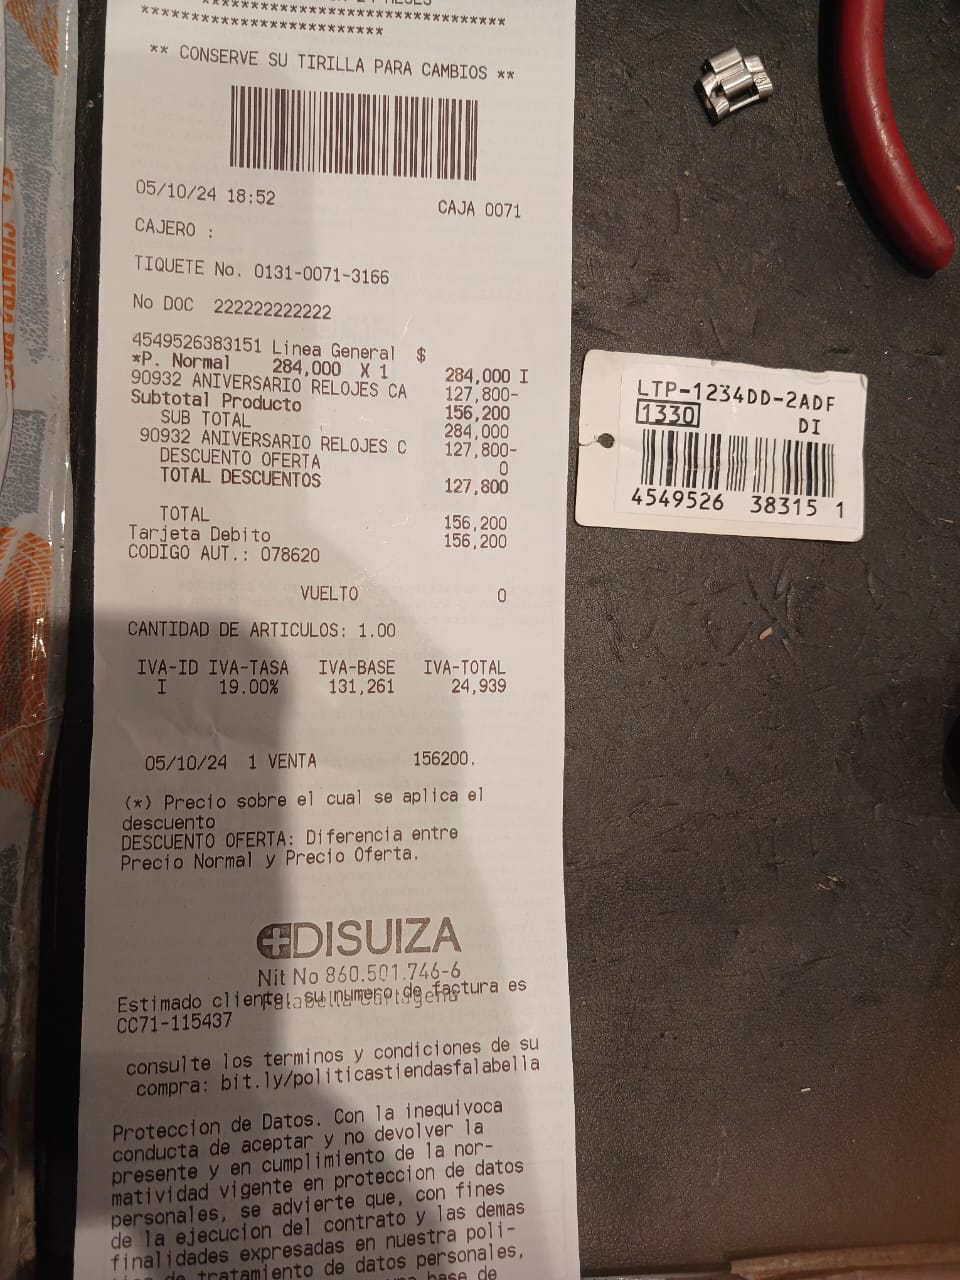 ** CONSERVE SU TIRILLA PARA CAMBIOS **
05/10/24 18:52 CAJA 0071
CAJERO :
TIQUETE No. 0131-0071-3166
No DOC 222222222222
4549526383151 Linea General $
*P. Normal 284,000 X 1 284,000 I
90932 ANIVERSARIO RELOJES CA 127,800-
Subtotal Producto 156,200
SUB TOTAL 284,000
90932 ANIVERSARIO RELOJES C 127,800-
DESCUENTO OFERTA 0
TOTAL DESCUENTOS 127,800
TOTAL 156,200
Tarjeta Debito 156,200
CODIGO AUT.: 078620
VUELTO 0
CANTIDAD DE ARTICULOS: 1.00
IVA-ID IVA-TASA IVA-BASE IVA-TOTAL
I 19.00% 131,261 24,939
05/10/24 1 VENTA 156200.
(*) Precio sobre el cual se aplica el
descuento
DESCUENTO OFERTA: Diferencia entre
Precio Normal y Precio Oferta.
DISUIZA
Nit No 860.501.746-6
Falabella Cartagena
Estimado cliente, su numero de factura es
CC71-115437
consulte los terminos y condiciones de su
compra: bit.ly/politicastiendasfalabella
Proteccion de Datos. Con la inequivoca
conducta de aceptar y no devolver la
presente y en cumplimiento de la nor-
matividad vigente en proteccion de datos
personales, se advierte que, con fines
de la ejecucion del contrato y las demas
finalidades expresadas en nuestra poli-
de tratamiento de datos personales,
base de
LTP-1234DD-2ADF
1330 DI
4549526 38315 1